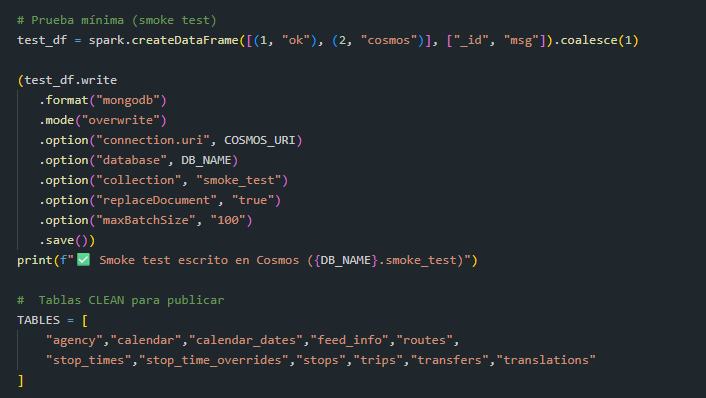 # Prueba mínima (smoke test)
test_df = spark.createDataFrame([(1, "ok"), (2, "cosmos")], ["_id", "msg"]).coalesce(1)
(test_df.write
.format("mongodb")
.mode("overwrite")
.option("connection.uri", COSMOS_URI)
.option("database", DB_NAME)
.option("collection", "smoke_test")
.option("replaceDocument", "true")
.option("maxBatchSize", "100")
.save())
print(f"✅ Smoke test escrito en Cosmos ({DB_NAME}.smoke_test)")
#  Tablas CLEAN para publicar
TABLES = [
"agency","calendar","calendar_dates","feed_info","routes",
"stop_times","stop_time_overrides","stops","trips","transfers","translations"
]